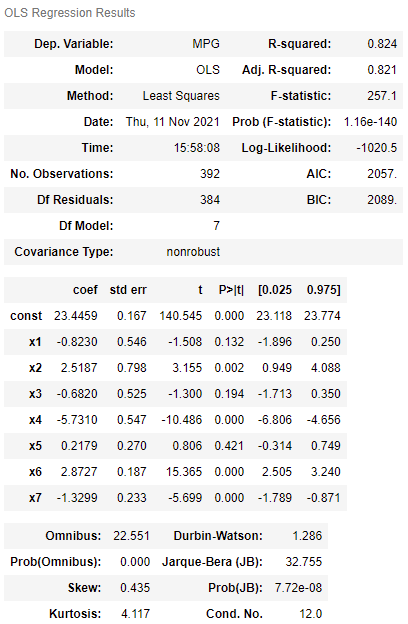 OLS Regression Results
Dep. Variable: MPG R-squared: 0.824
Model: OLS Adj. R-squared: 0.821
Method: Least Squares F-statistic: 257.1
Date: Thu, 11 Nov 2021 Prob (F-statistic): 1.16e-140
Time: 15:58:08 Log-Likelihood: -1020.5
No. Observations: 392 AIC: 2057.
Df Residuals: 384 BIC: 2089.
Df Model: 7
Covariance Type: nonrobust
coef std err t P>|t| [0.025 0.975]
const 23.4459 0.167 140.545 0.000 23.118 23.774
x1 -0.8230 0.546 -1.508 0.132 -1.896 0.250
x2 2.5187 0.798 3.155 0.002 0.949 4.088
x3 -0.6820 0.525 -1.300 0.194 -1.713 0.350
x4 -5.7310 0.547 -10.486 0.000 -6.806 -4.656
x5 0.2179 0.270 0.806 0.421 -0.314 0.749
x6 2.8727 0.187 15.365 0.000 2.505 3.240
x7 -1.3299 0.233 -5.699 0.000 -1.789 -0.871
Omnibus: 22.551 Durbin-Watson: 1.286
Prob(Omnibus): 0.000 Jarque-Bera (JB): 32.755
Skew: 0.435 Prob(JB): 7.72e-08
Kurtosis: 4.117 Cond. No. 12.0